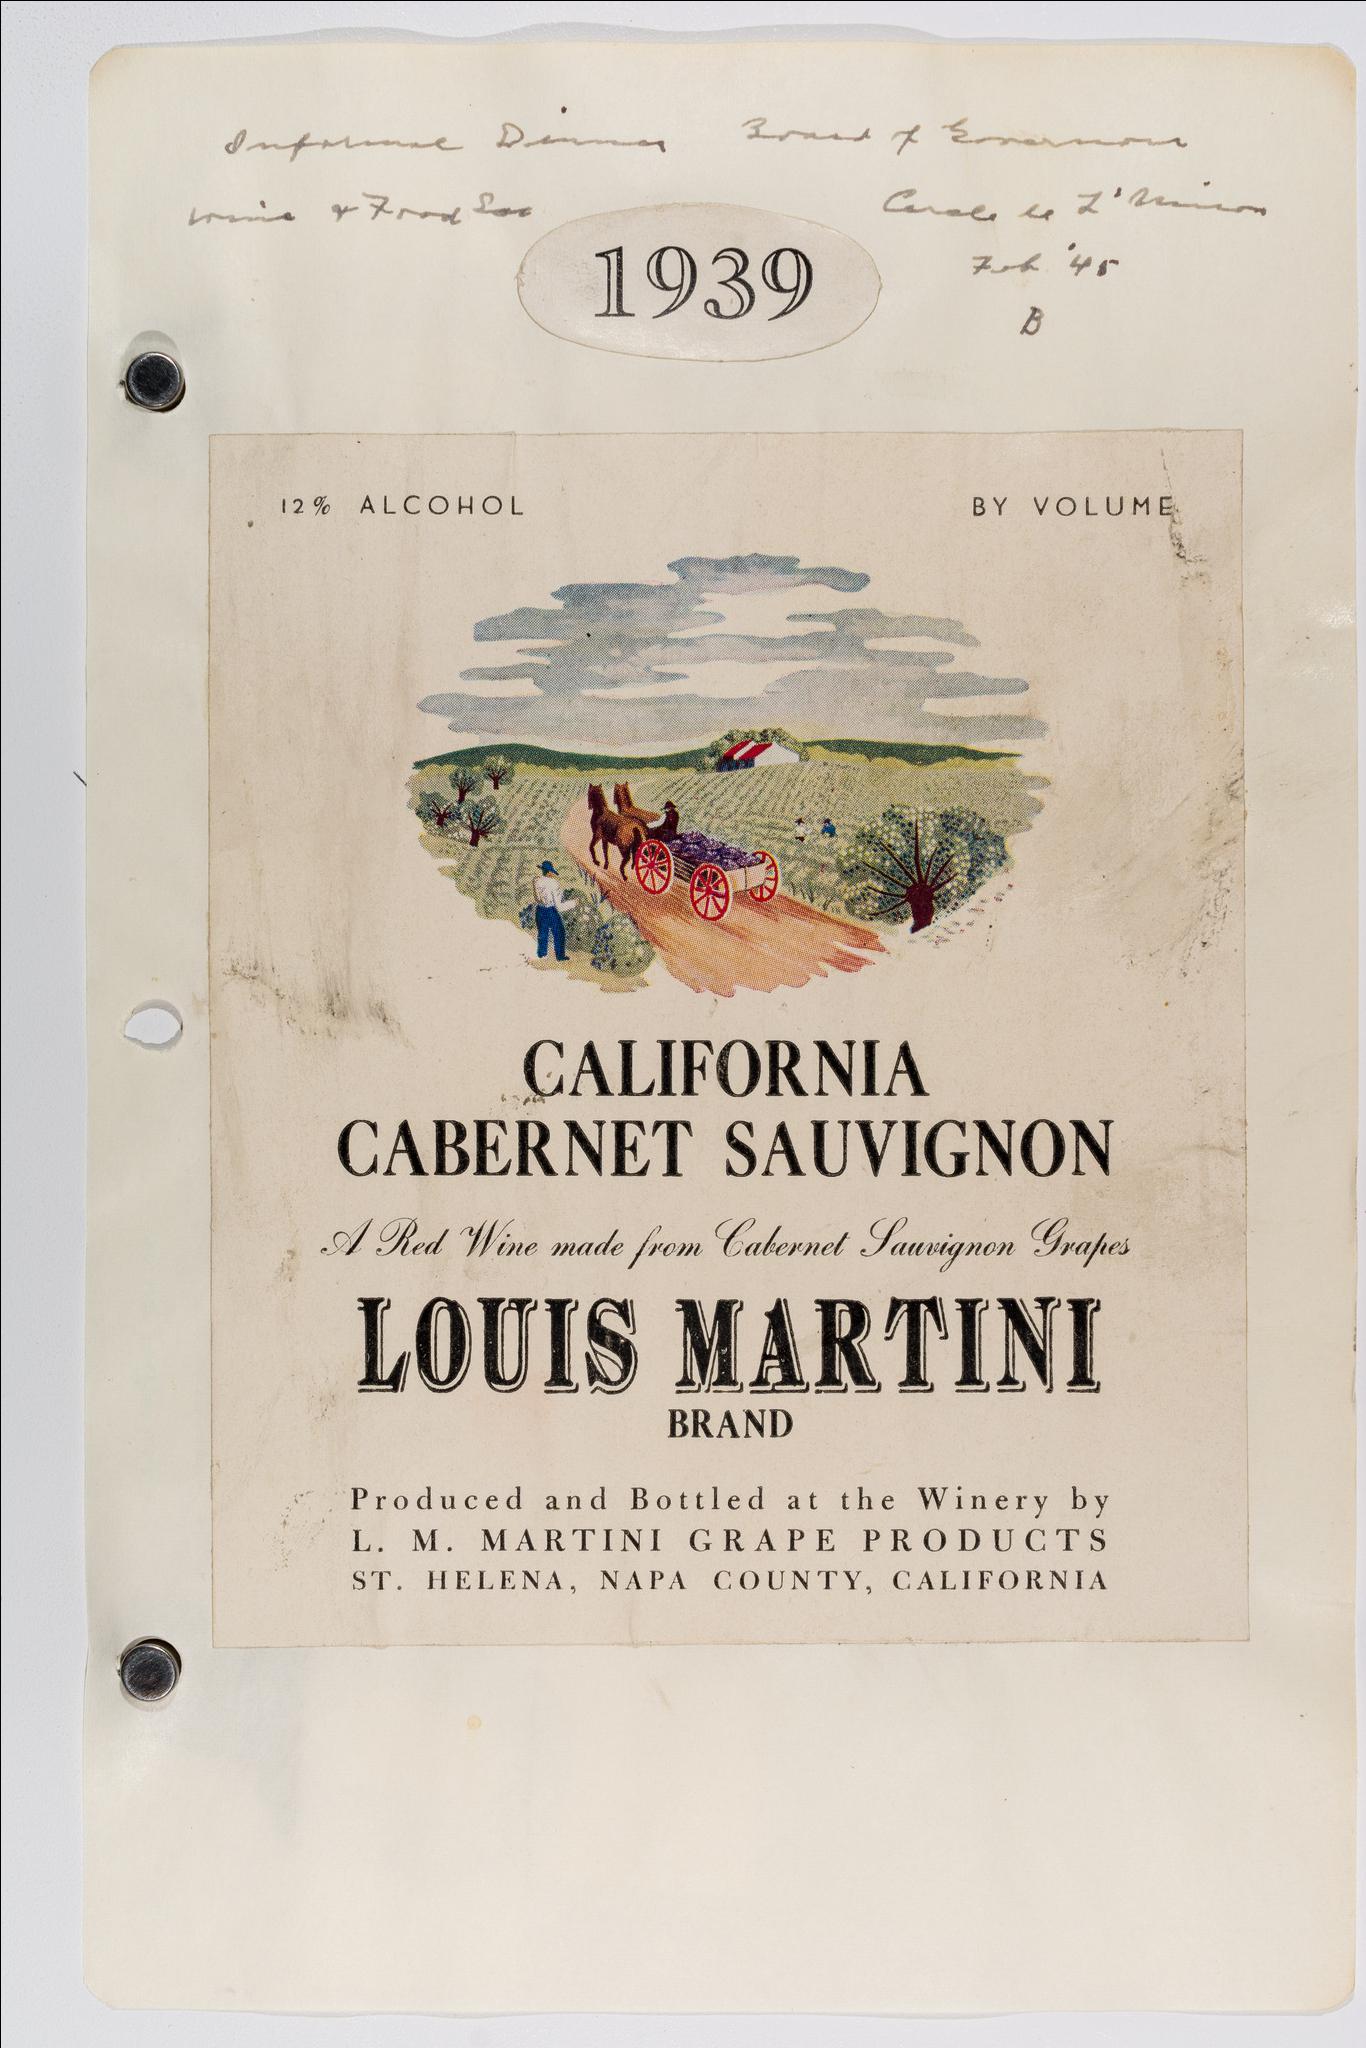 Informal Dinner Board of Governors
Wine & Food Soc Cercle de L'Union
Feb '45
B
1939
12% ALCOHOL BY VOLUME
CALIFORNIA
CABERNET SAUVIGNON
A Red Wine made from Cabernet Sauvignon Grapes
LOUIS MARTINI
BRAND
Produced and Bottled at the Winery by
L. M. MARTINI GRAPE PRODUCTS
ST. HELENA, NAPA COUNTY, CALIFORNIA